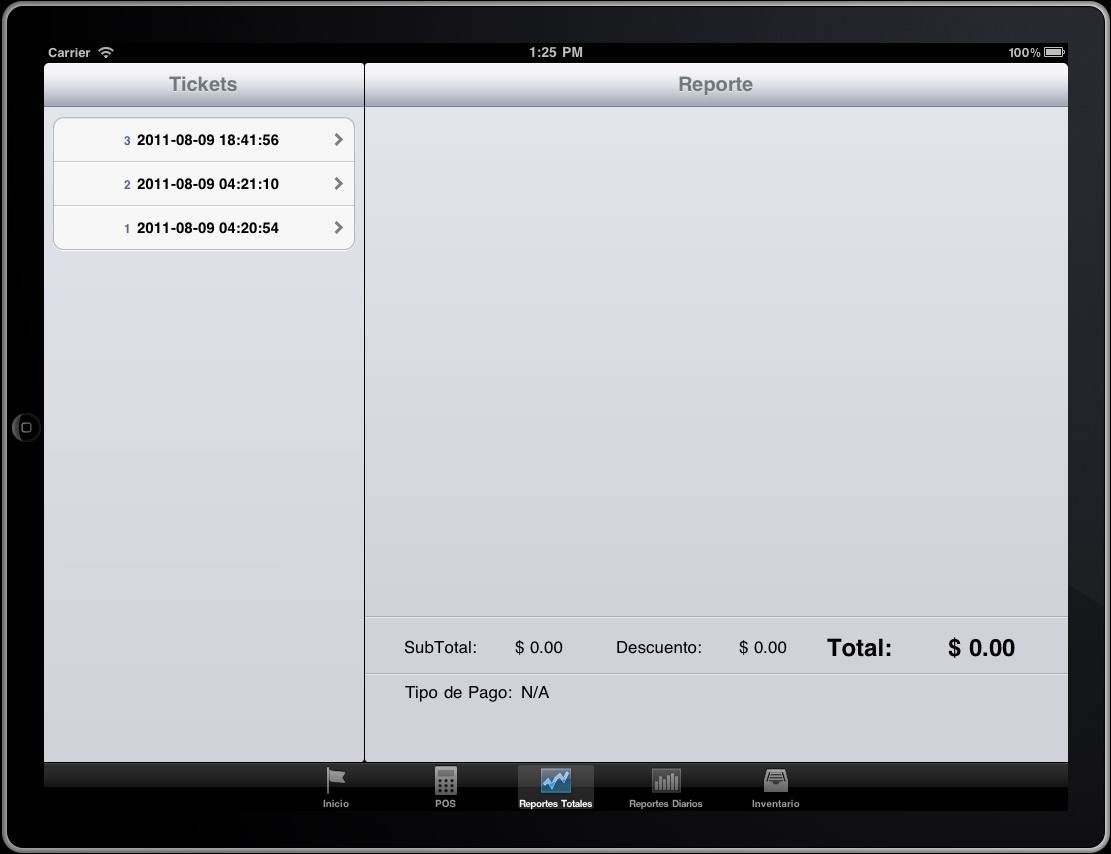 Carrier 1:25 PM 100%
Tickets
Reporte
3 2011-08-09 18:41:56
2 2011-08-09 04:21:10
1 2011-08-09 04:20:54
SubTotal: $ 0.00 Descuento: $ 0.00 Total: $ 0.00
Tipo de Pago: N/A
Inicio POS Reportes Totales Reportes Diarios Inventario